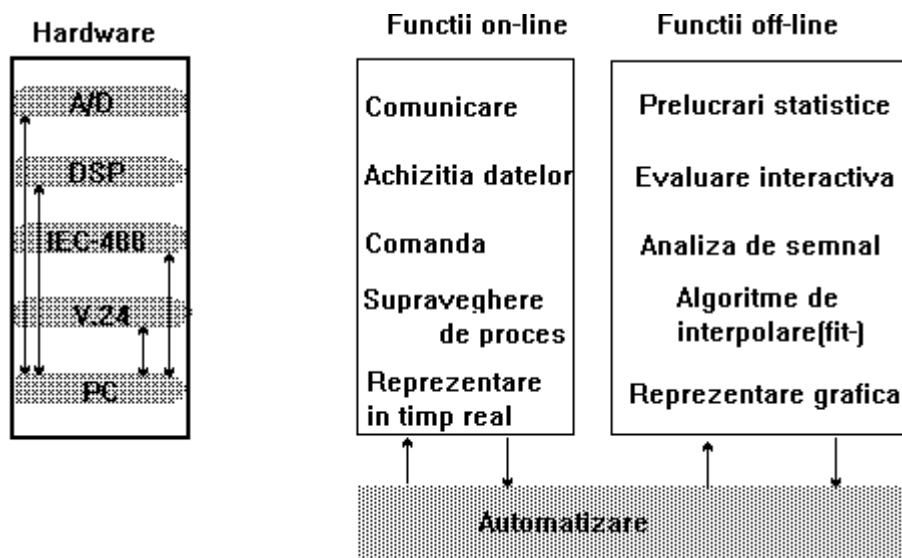 Hardware
A/D
DSP
IEC-488
V.24
PC
Functii on-line
Comunicare
Achizitia datelor
Comanda
Supraveghere
de proces
Reprezentare
in timp real
Functii off-line
Prelucrari statistice
Evaluare interactiva
Analiza de semnal
Algoritme de
interpolare(fit-)
Reprezentare grafica
Automatizare